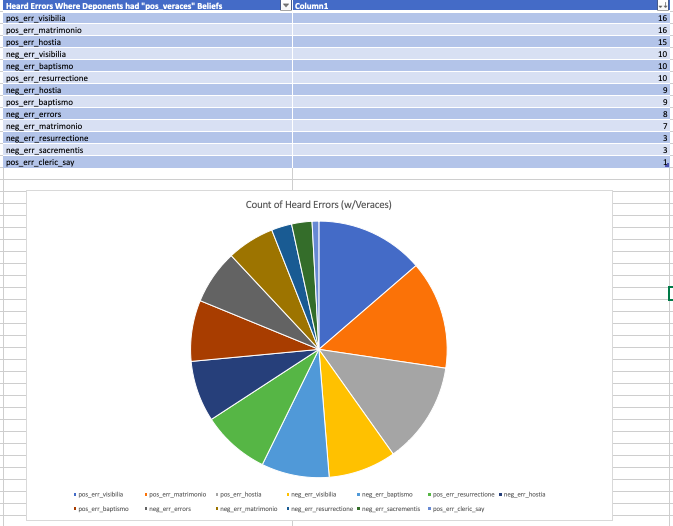 Heard Errors Where Deponents had "pos_veraces" Beliefs Column1
pos_err_visibilia 16
pos_err_matrimonio 16
pos_err_hostia 15
neg_err_visibilia 10
neg_err_baptismo 10
pos_err_resurrectione 10
neg_err_hostia 9
pos_err_baptismo 9
neg_err_errors 8
neg_err_matrimonio 7
neg_err_resurrectione 3
neg_err_sacrementis 3
pos_err_cleric_say 1
Count of Heard Errors (w/Veraces)
pos_err_visibilia pos_err_matrimonio pos_err_hostia neg_err_visibilia neg_err_baptismo pos_err_resurrectione neg_err_hostia
pos_err_baptismo neg_err_errors neg_err_matrimonio neg_err_resurrectione neg_err_sacrementis pos_err_cleric_say